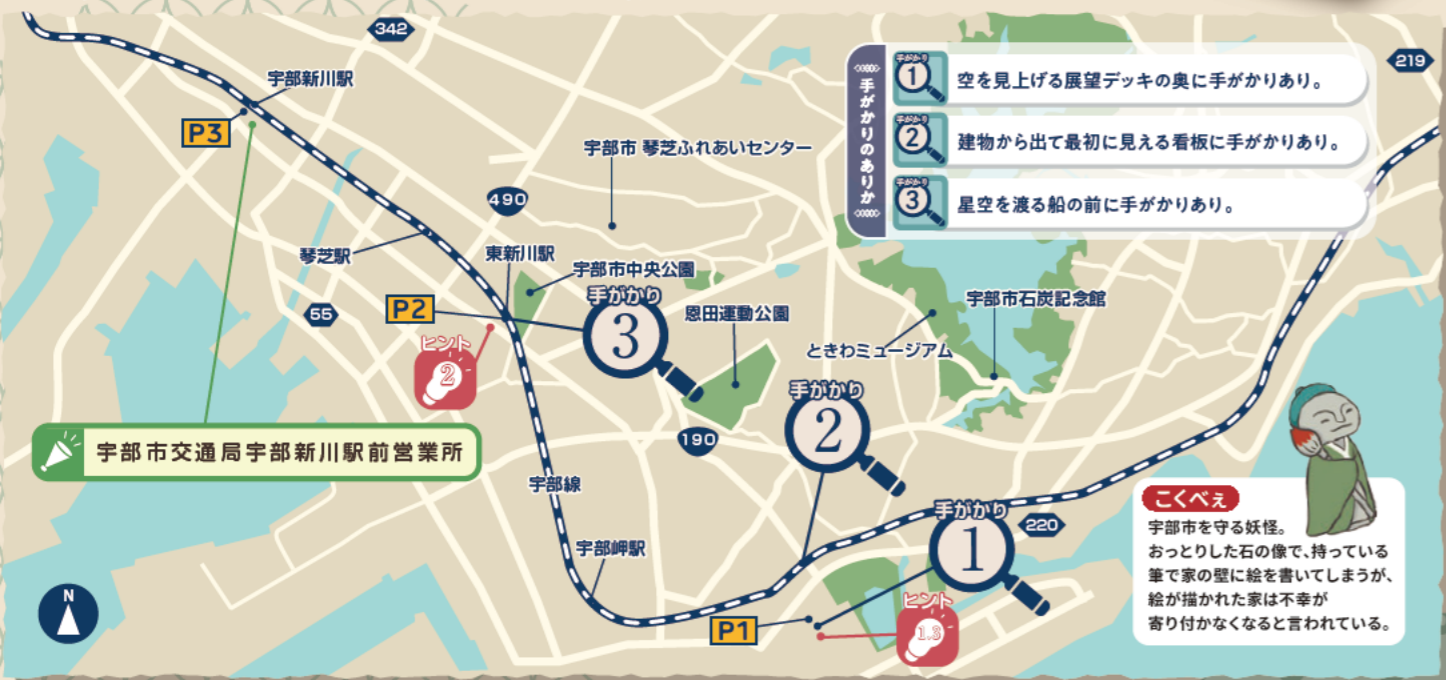 342
219
宇部新川駅
P3
手がかりのありか
手がかり
1
空を見上げる展望デッキの奥に手がかりあり。
手がかり
2
建物から出て最初に見える看板に手がかりあり。
手がかり
3
星空を渡る船の前に手がかりあり。
宇部市 琴芝ふれあいセンター
490
琴芝駅
東新川駅
宇部市中央公園
55
P2
手がかり
3
恩田運動公園
宇部市石炭記念館
ときわミュージアム
ヒント
2
手がかり
2
190
宇部市交通局宇部新川駅前営業所
宇部線
宇部岬駅
手がかり
1
220
ヒント
1.3
P1
N
こくべぇ
宇部市を守る妖怪。
おっとりした石の像で、持っている
筆で家の壁に絵を書いてしまうが、
絵が描かれた家は不幸が
寄り付かなくなると言われている。